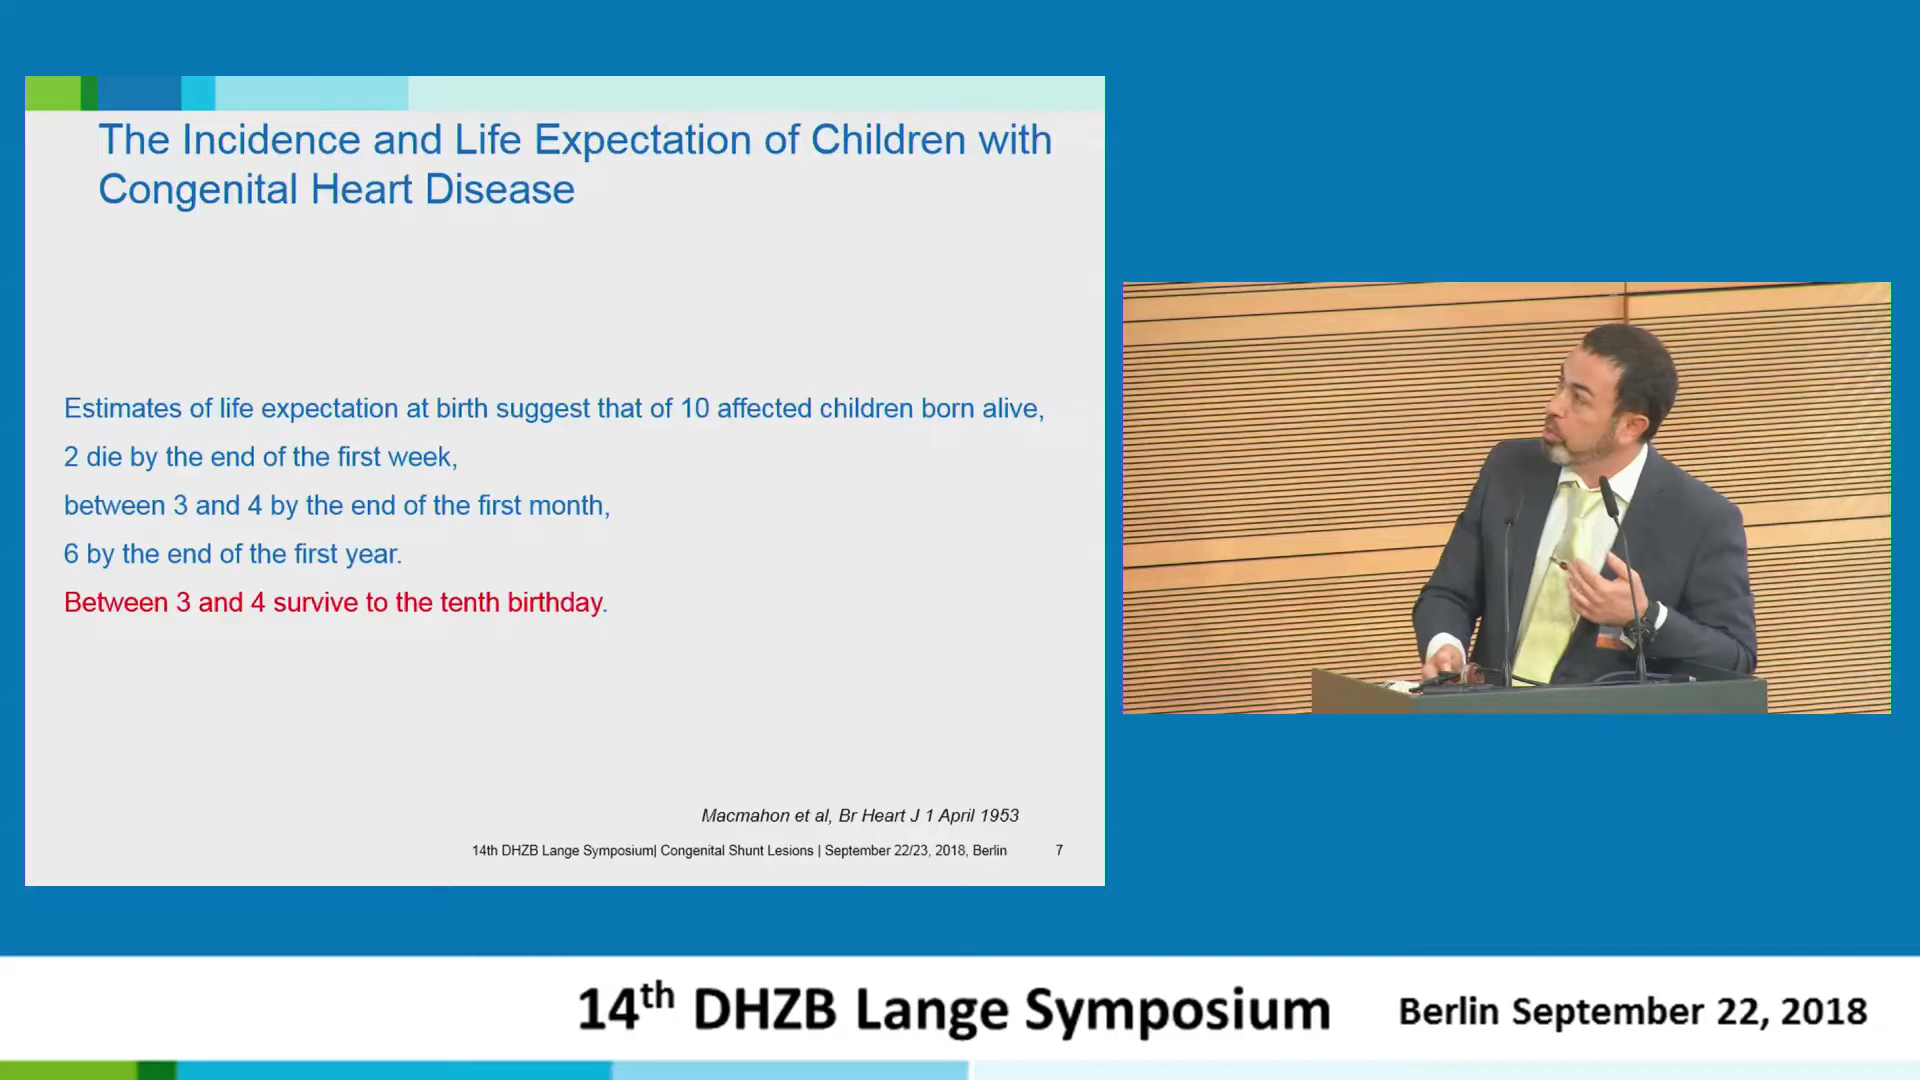 The Incidence and Life Expectation of Children with
Congenital Heart Disease
Estimates of life expectation at birth suggest that of 10 affected children born alive,
2 die by the end of the first week,
between 3 and 4 by the end of the first month,
6 by the end of the first year.
Between 3 and 4 survive to the tenth birthday.
Macmahon et al, Br Heart J 1 April 1953
14th DHZB Lange Symposium| Congenital Shunt Lesions | September 22/23, 2018, Berlin 7
14th DHZB Lange Symposium Berlin September 22, 2018